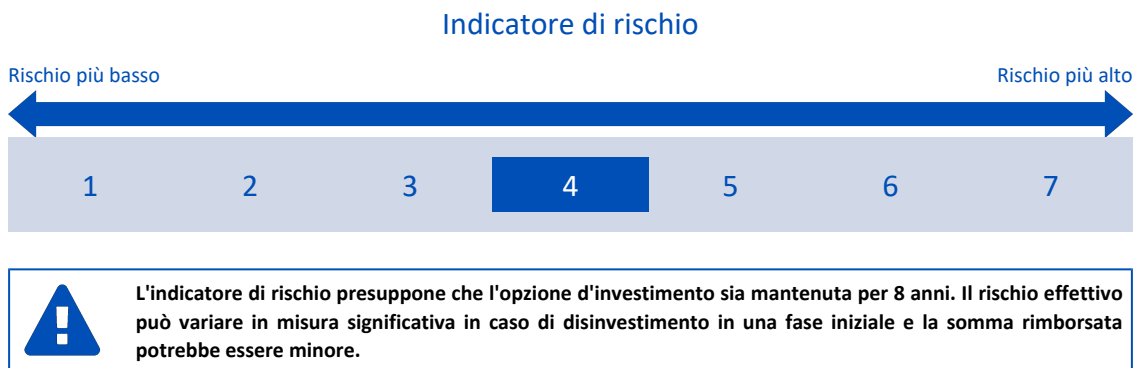 Indicatore di rischio
Rischio più basso Rischio più alto
1 2 3 4 5 6 7
L'indicatore di rischio presuppone che l'opzione d'investimento sia mantenuta per 8 anni. Il rischio effettivo
può variare in misura significativa in caso di disinvestimento in una fase iniziale e la somma rimborsata
potrebbe essere minore.